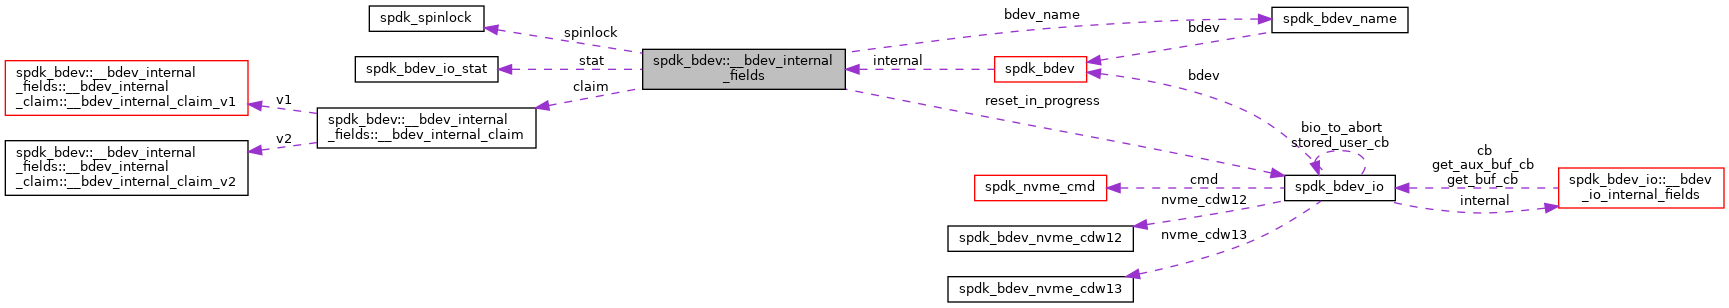 spdk_spinlock
spinlock
spdk_bdev_io_stat
stat
spdk_bdev::__bdev_internal
_fields::__bdev_internal
_claim::__bdev_internal_claim_v1
v1
spdk_bdev::__bdev_internal
_fields::__bdev_internal_claim
claim
v2
spdk_bdev::__bdev_internal
_fields::__bdev_internal
_claim::__bdev_internal_claim_v2
spdk_bdev::__bdev_internal
_fields
bdev_name
spdk_bdev_name
bdev
internal
spdk_bdev
bdev
reset_in_progress
bio_to_abort
stored_user_cb
spdk_bdev_io
cmd
spdk_nvme_cmd
nvme_cdw12
spdk_bdev_nvme_cdw12
nvme_cdw13
spdk_bdev_nvme_cdw13
cb
get_aux_buf_cb
get_buf_cb
internal
spdk_bdev_io::__bdev
_io_internal_fields